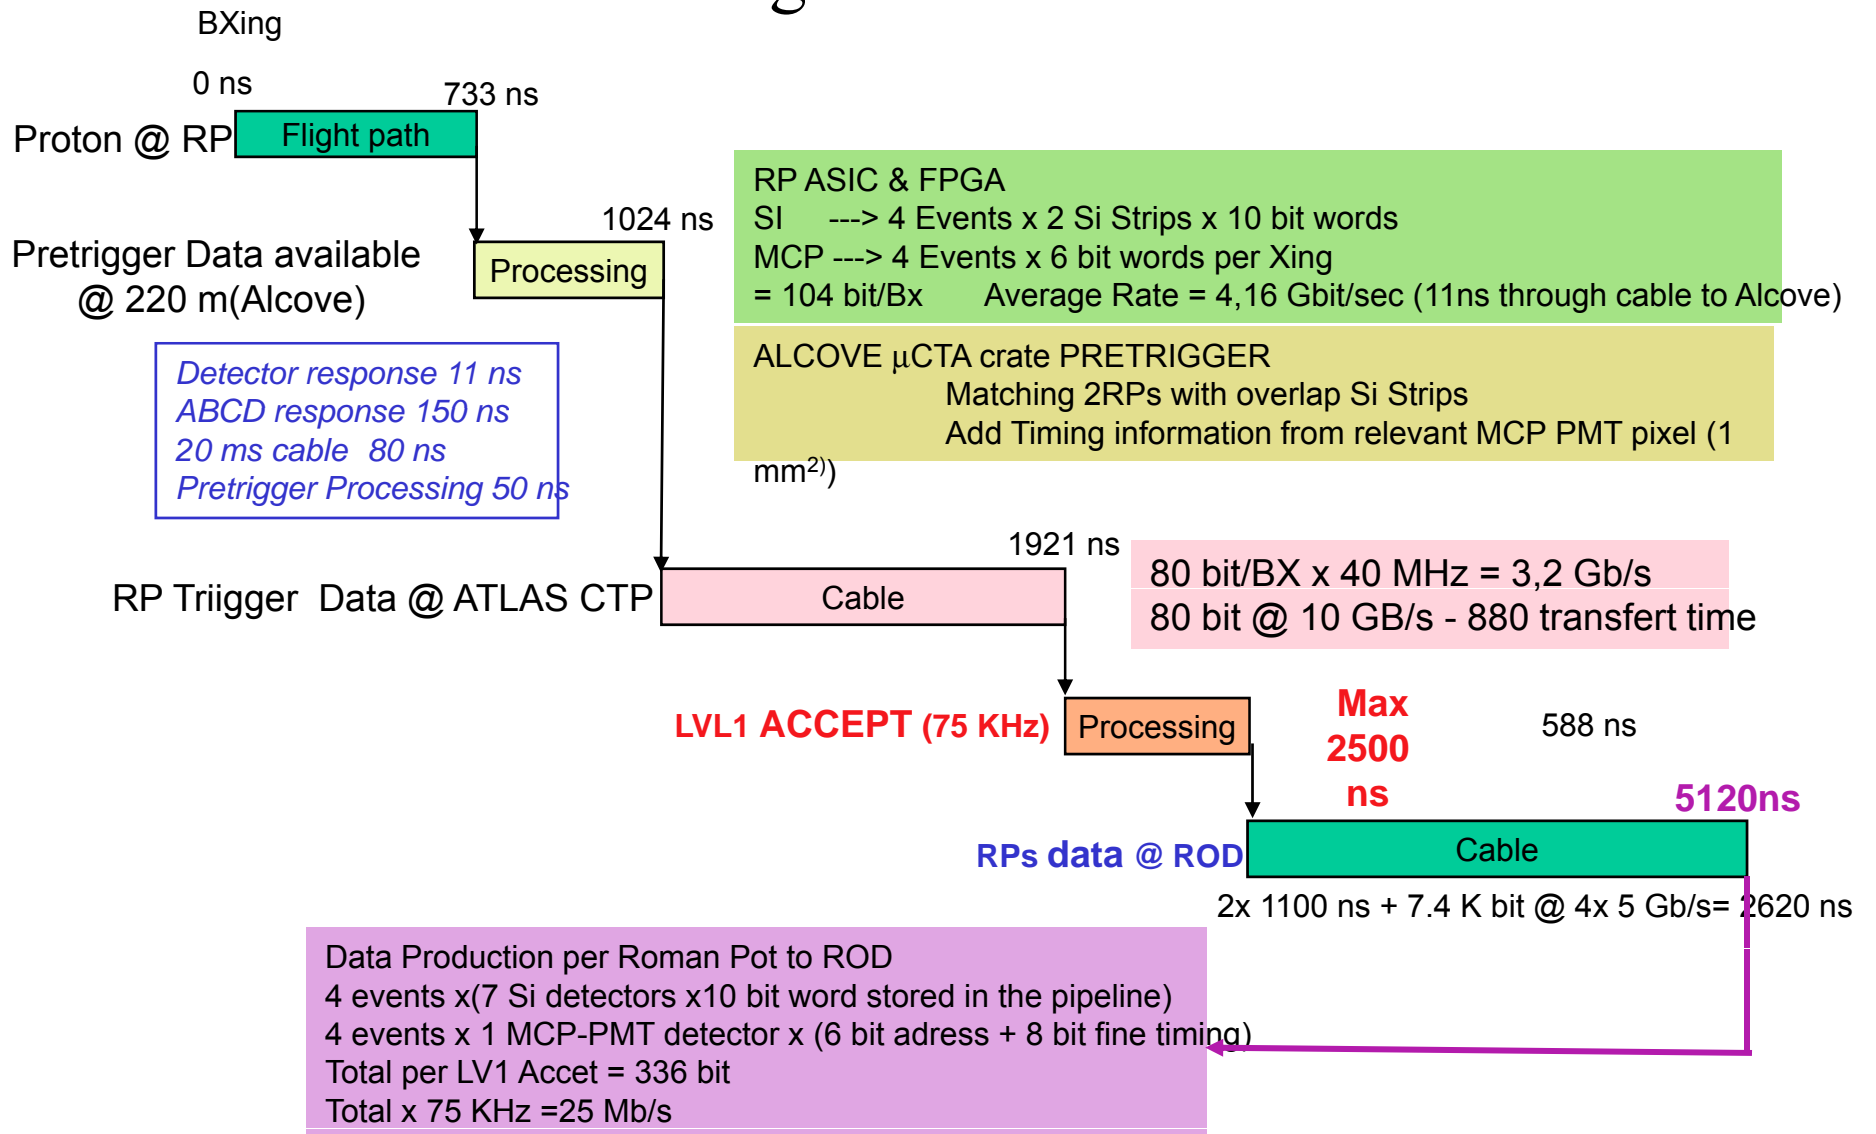 BXing
0 ns
733 ns
Proton @ RP
Flight path
1024 ns
Pretrigger Data available
@ 220 m(Alcove)
Processing
RP ASIC & FPGA
SI ---> 4 Events x 2 Si Strips x 10 bit words
MCP ---> 4 Events x 6 bit words per Xing
= 104 bit/Bx Average Rate = 4,16 Gbit/sec (11ns through cable to Alcove)
ALCOVE μCTA crate PRETRIGGER
Matching 2RPs with overlap Si Strips
Add Timing information from relevant MCP PMT pixel (1
mm²⁾)
Detector response 11 ns
ABCD response 150 ns
20 ms cable 80 ns
Pretrigger Processing 50 ns
1921 ns
RP Triigger Data @ ATLAS CTP
Cable
80 bit/BX x 40 MHz = 3,2 Gb/s
80 bit @ 10 GB/s - 880 transfert time
LVL1 ACCEPT (75 KHz)
Processing
Max
2500
ns
588 ns
5120ns
RPs data @ ROD
Cable
2x 1100 ns + 7.4 K bit @ 4x 5 Gb/s= 2620 ns
Data Production per Roman Pot to ROD
4 events x(7 Si detectors x10 bit word stored in the pipeline)
4 events x 1 MCP-PMT detector x (6 bit adress + 8 bit fine timing)
Total per LV1 Accet = 336 bit
Total x 75 KHz =25 Mb/s